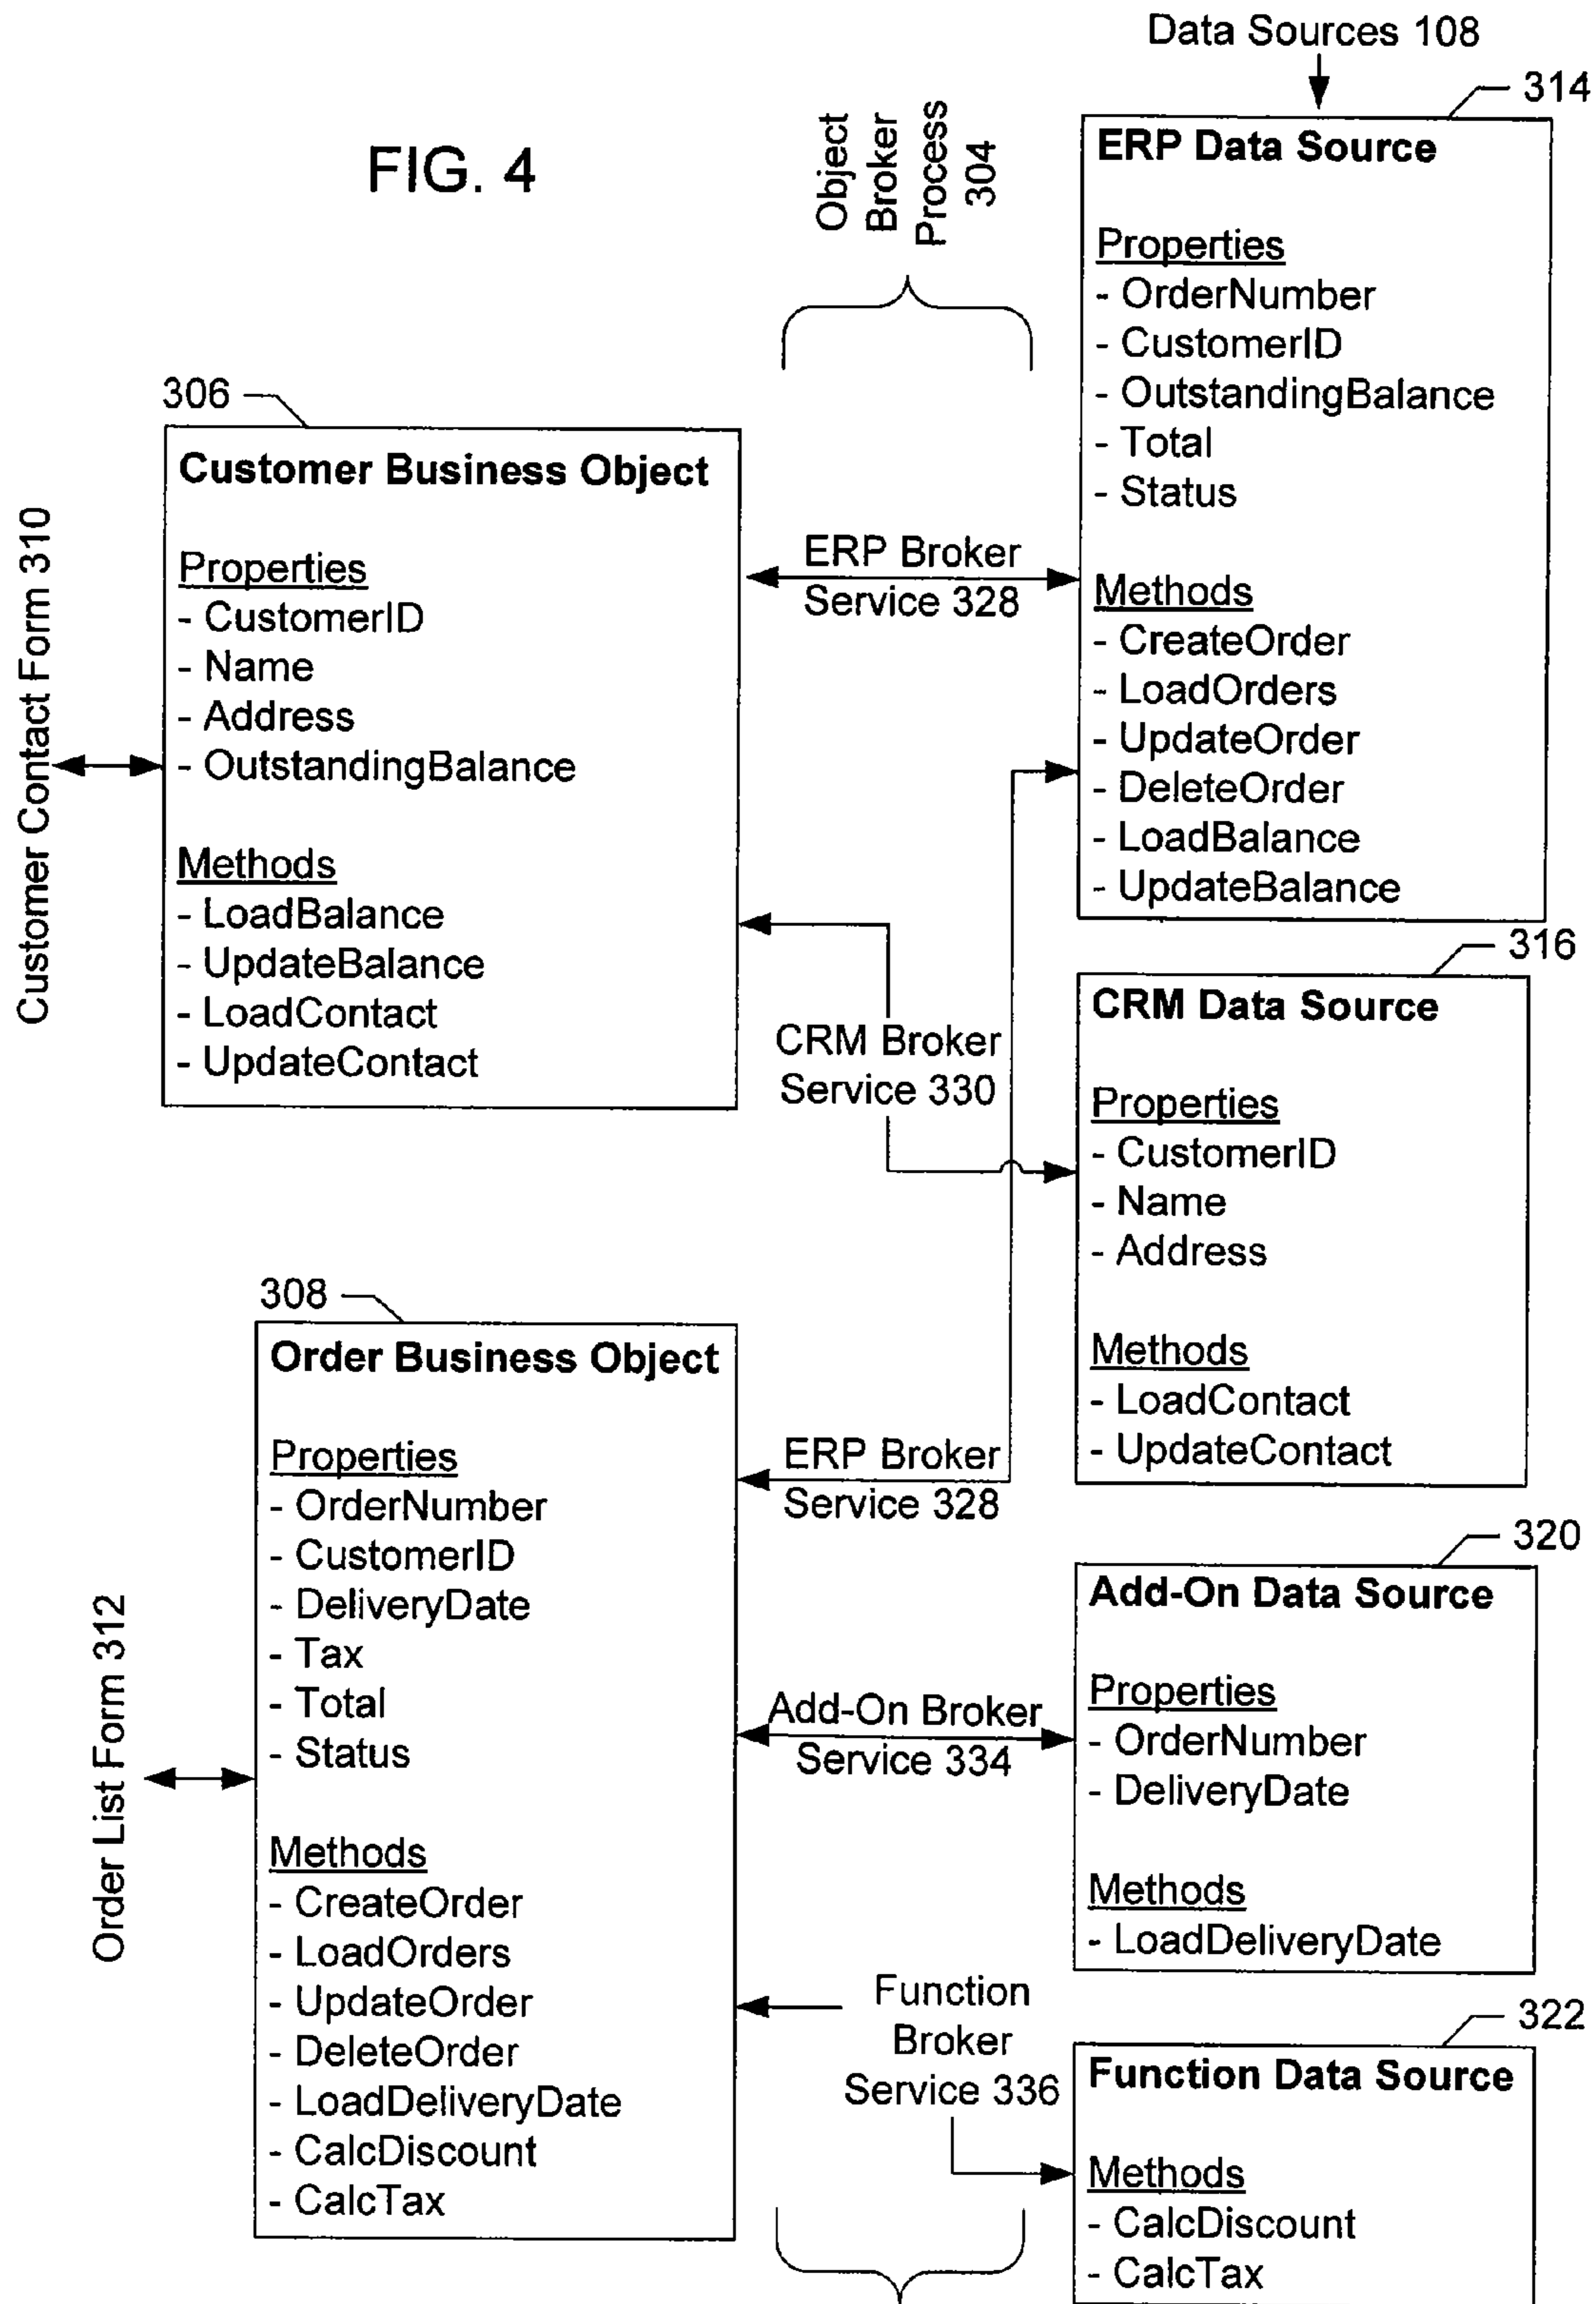 FIG. 4
Data Sources 108
Object
Broker
Process
304
314
ERP Data Source
Properties
- OrderNumber
- CustomerID
- OutstandingBalance
- Total
- Status
Methods
- CreateOrder
- LoadOrders
- UpdateOrder
- DeleteOrder
- LoadBalance
- UpdateBalance
306
Customer Business Object
Properties
- CustomerID
- Name
- Address
- OutstandingBalance
Methods
- LoadBalance
- UpdateBalance
- LoadContact
- UpdateContact
Customer Contact Form 310
ERP Broker
Service 328
CRM Broker
Service 330
316
CRM Data Source
Properties
- CustomerID
- Name
- Address
Methods
- LoadContact
- UpdateContact
308
Order Business Object
Properties
- OrderNumber
- CustomerID
- DeliveryDate
- Tax
- Total
- Status
Methods
- CreateOrder
- LoadOrders
- UpdateOrder
- DeleteOrder
- LoadDeliveryDate
- CalcDiscount
- CalcTax
Order List Form 312
ERP Broker
Service 328
Add-On Broker
Service 334
Function
Broker
Service 336
320
Add-On Data Source
Properties
- OrderNumber
- DeliveryDate
Methods
- LoadDeliveryDate
322
Function Data Source
Methods
- CalcDiscount
- CalcTax